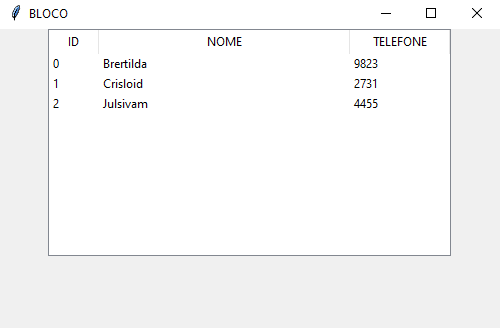 BLOCO
ID NOME TELEFONE
0 Brertilda 9823
1 Crisloid 2731
2 Julsivam 4455